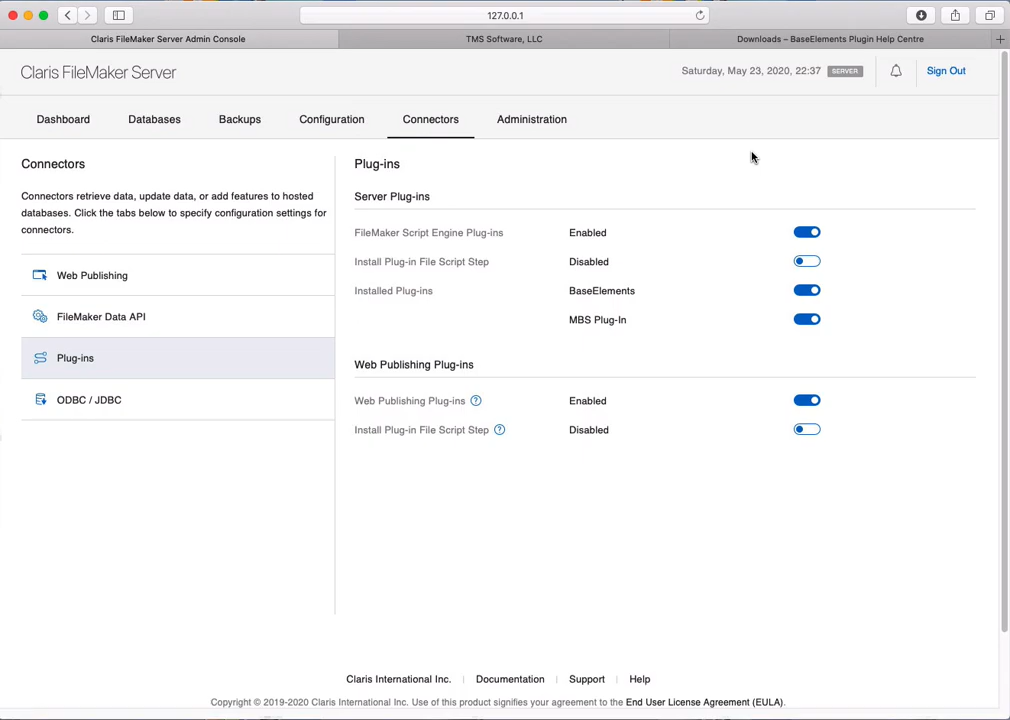 127.0.0.1
Claris FileMaker Server Admin Console
TMS Software, LLC
Downloads – BaseElements Plugin Help Centre
Claris FileMaker Server
Saturday, May 23, 2020, 22:37 SERVER
Sign Out
Dashboard Databases Backups Configuration Connectors Administration
Connectors
Connectors retrieve data, update data, or add features to hosted
databases. Click the tabs below to specify configuration settings for
connectors.
Web Publishing
FileMaker Data API
Plug-ins
ODBC / JDBC
Plug-ins
Server Plug-ins
FileMaker Script Engine Plug-ins Enabled
Install Plug-in File Script Step Disabled
Installed Plug-ins BaseElements
MBS Plug-In
Web Publishing Plug-ins
Web Publishing Plug-ins ? Enabled
Install Plug-in File Script Step ? Disabled
Claris International Inc. | Documentation | Support | Help
Copyright © 2019-2020 Claris International Inc. Use of this product signifies your agreement to the End User License Agreement (EULA).